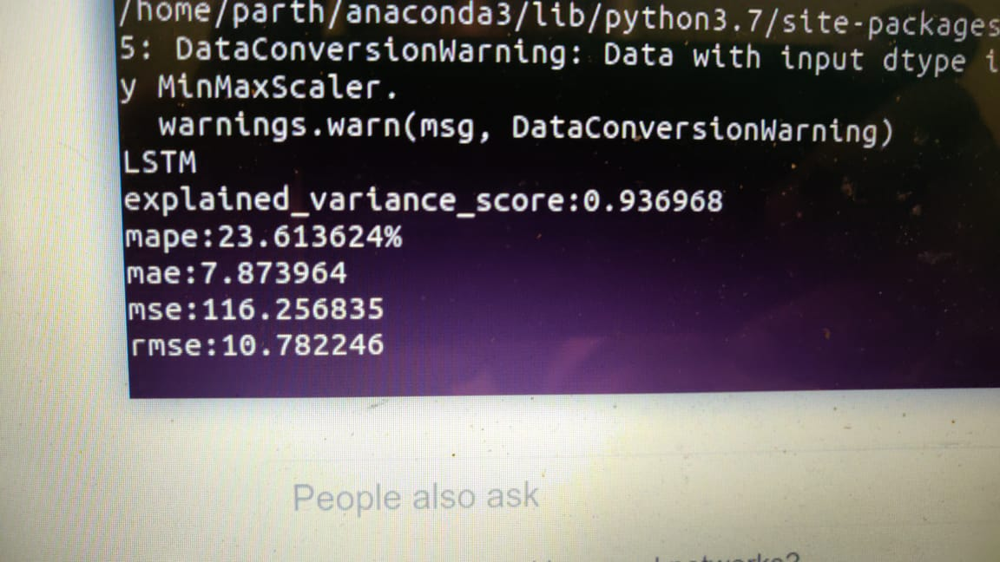 /home/parth/anaconda3/lib/python3.7/site-packages
5: DataConversionWarning: Data with input dtype i
y MinMaxScaler.
warnings.warn(msg, DataConversionWarning)
LSTM
explained_variance_score:0.936968
mape:23.613624%
mae:7.873964
mse:116.256835
rmse:10.782246
People also ask